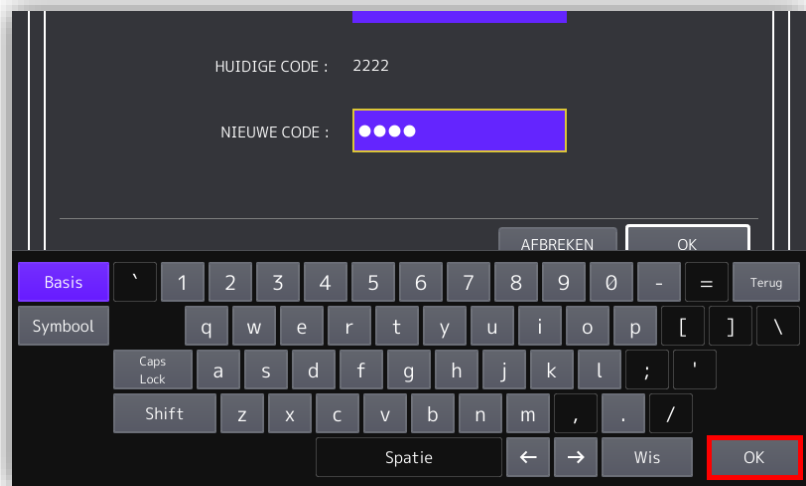 HUIDIGE CODE : 2222
NIEUWE CODE : ●●●●
AFBREKEN OK
Basis ` 1 2 3 4 5 6 7 8 9 0 - = Terug
Symbool q w e r t y u i o p [ ] \
Caps Lock a s d f g h j k l ; '
Shift z x c v b n m , . /
Spatie ← → Wis OK